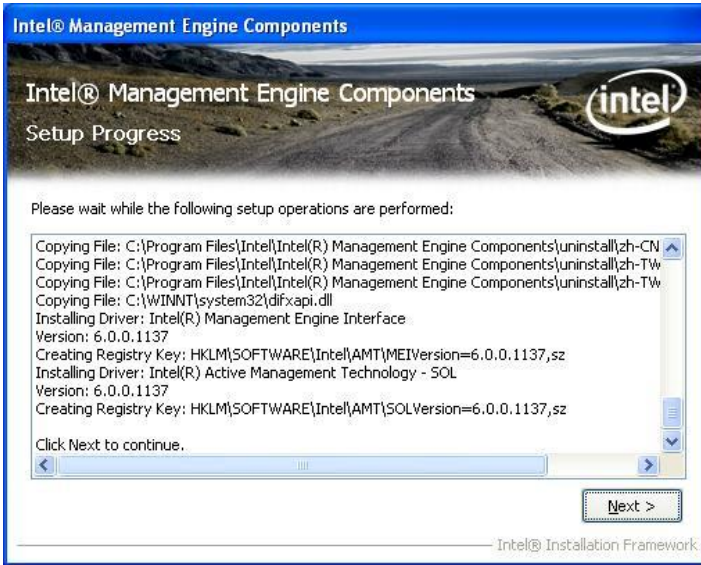 Intel® Management Engine Components
Intel® Management Engine Components
intel
Setup Progress
Please wait while the following setup operations are performed:
Copying File: C:\Program Files\Intel\Intel(R) Management Engine Components\uninstall\zh-CN
Copying File: C:\Program Files\Intel\Intel(R) Management Engine Components\uninstall\zh-TW
Copying File: C:\Program Files\Intel\Intel(R) Management Engine Components\uninstall\zh-TW
Copying File: C:\WINNT\system32\difxapi.dll
Installing Driver: Intel(R) Management Engine Interface
Version: 6.0.0.1137
Creating Registry Key: HKLM\SOFTWARE\Intel\AMT\MEIVersion=6.0.0.1137,sz
Installing Driver: Intel(R) Active Management Technology - SOL
Version: 6.0.0.1137
Creating Registry Key: HKLM\SOFTWARE\Intel\AMT\SOLVersion=6.0.0.1137,sz
Click Next to continue.
Next >
Intel® Installation Framework